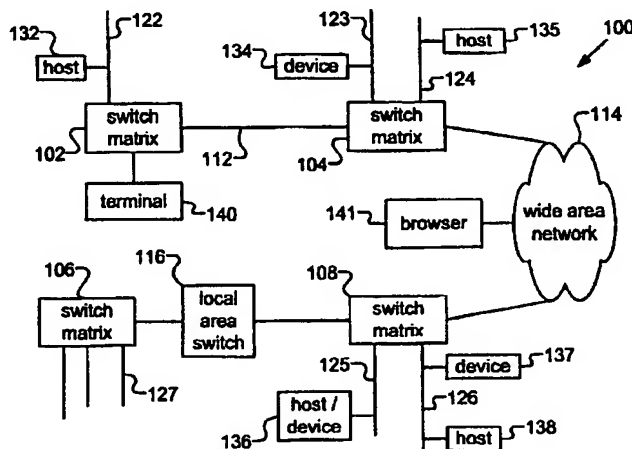 122
123
132
host
134
device
host
135
100
124
switch
matrix
switch
matrix
114
102
112
104
terminal
140
141
browser
wide area
network
116
106
108
switch
matrix
local
area
switch
switch
matrix
125
device
137
127
host /
device
126
136
host
138